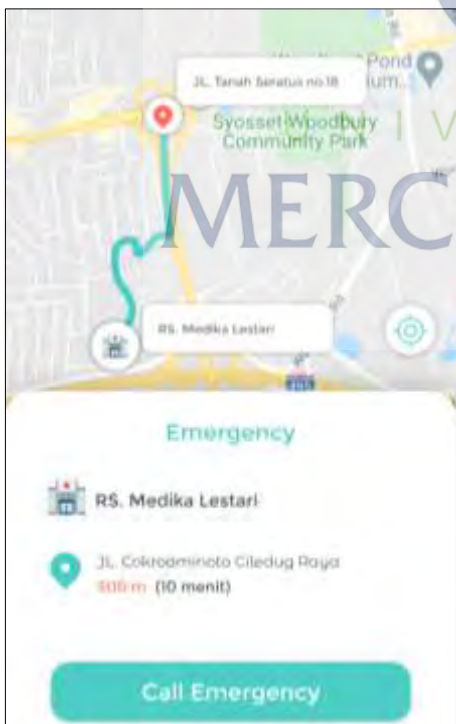 Pond
JL. Tanah Seratus no.18
Syosset-Woodbury
Community Park
MERC
RS. Medika Lestari
Emergency
RS. Medika Lestari
JL. Cokroaminoto Ciledug Raya
(10 menit)
Call Emergency